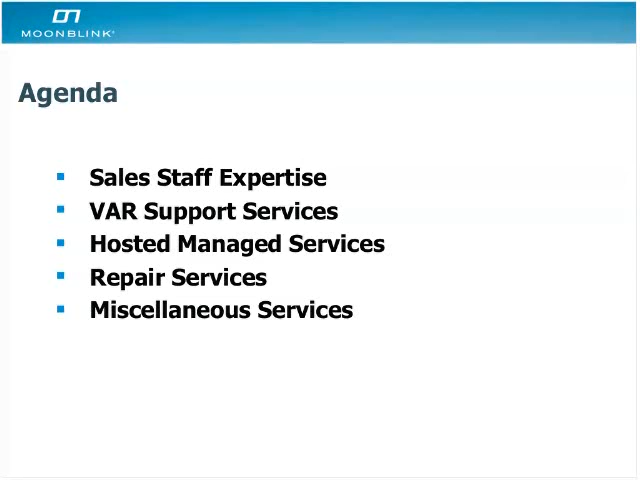 MOONBLINK
Agenda
Sales Staff Expertise
VAR Support Services
Hosted Managed Services
Repair Services
Miscellaneous Services